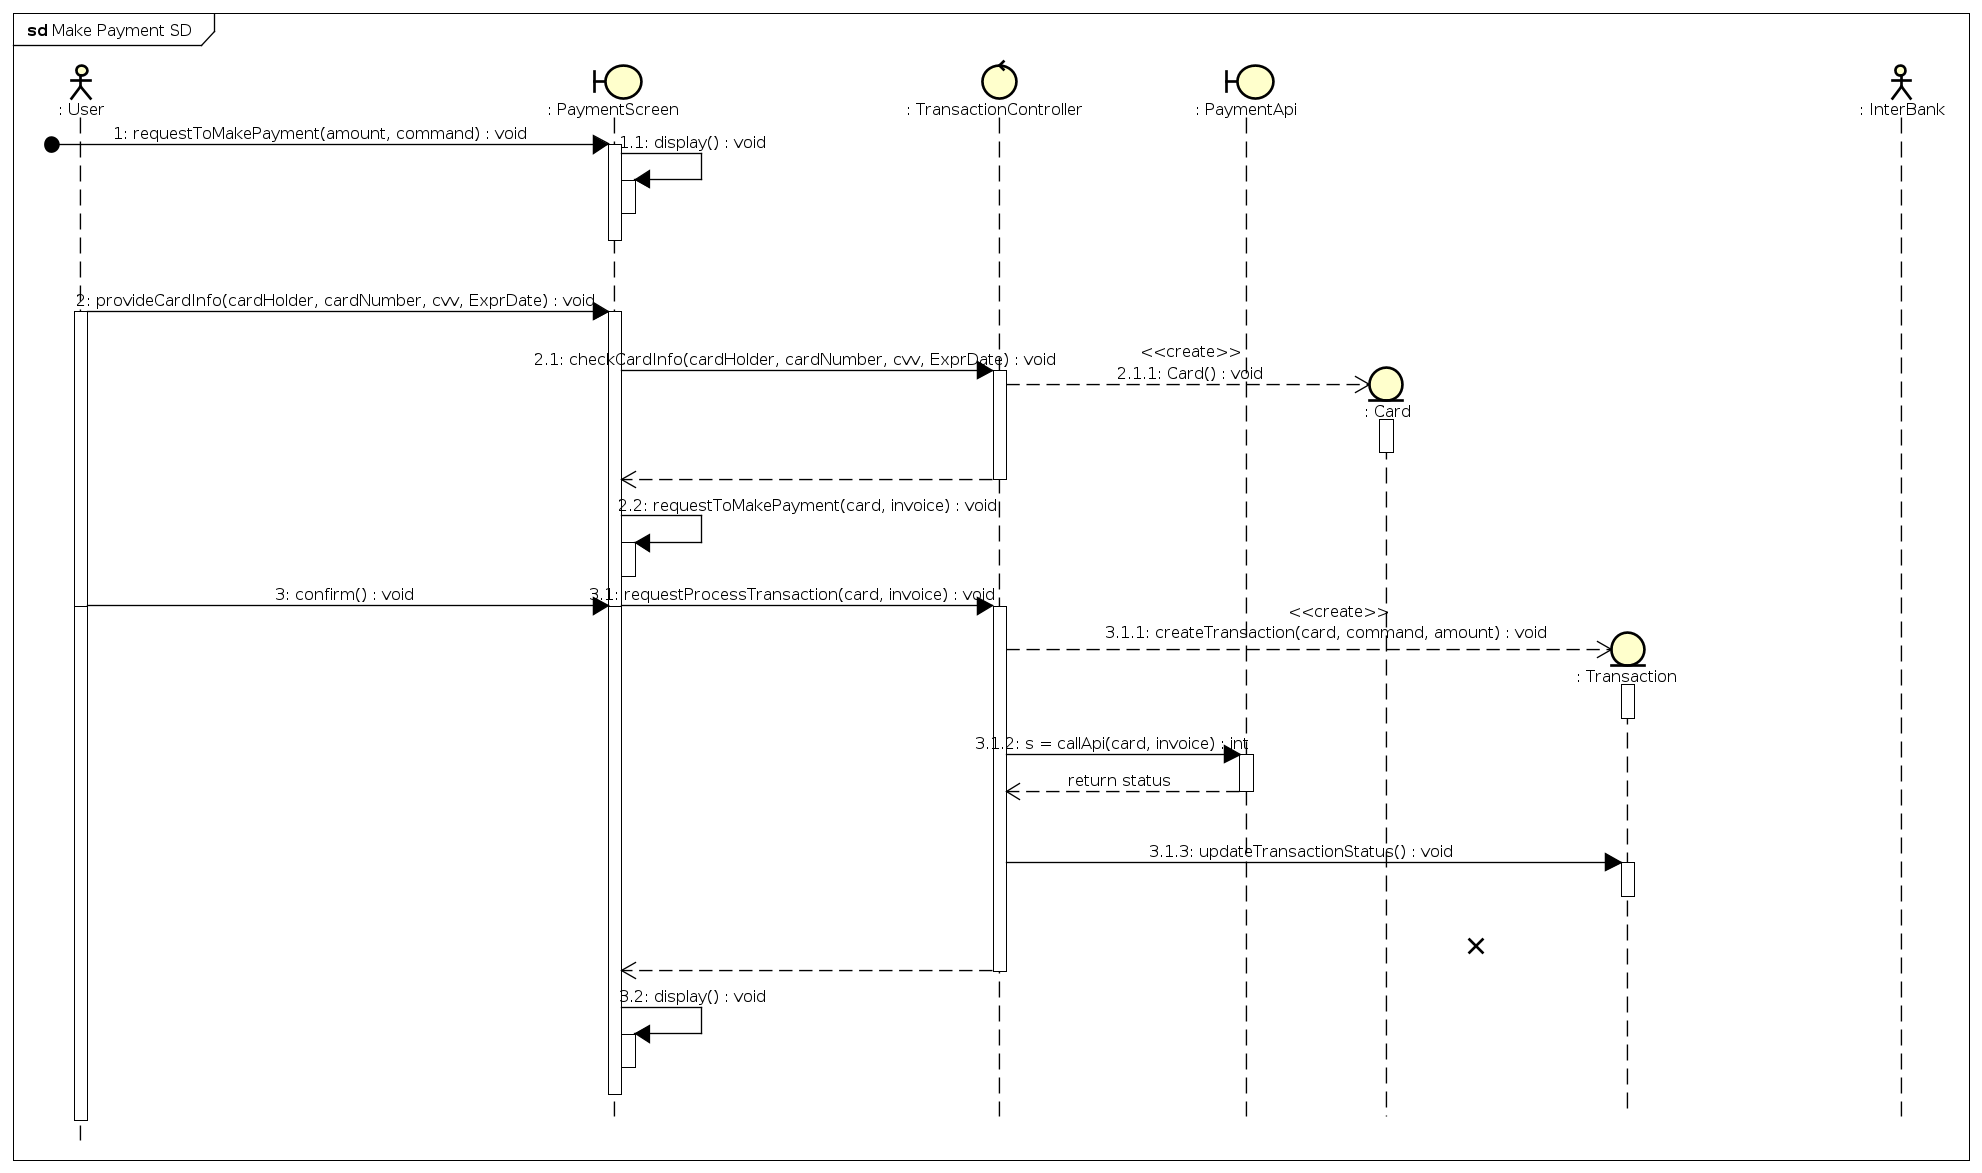 sd Make Payment SD
: User
: PaymentScreen
: TransactionController
: PaymentApi
: InterBank
1: requestToMakePayment(amount, command) : void
1.1: display() : void
2: provideCardInfo(cardHolder, cardNumber, cvv, ExprDate) : void
2.1: checkCardInfo(cardHolder, cardNumber, cvv, ExprDate) : void
<<create>>
2.1.1: Card() : void
: Card
2.2: requestToMakePayment(card, invoice) : void
3: confirm() : void
3.1: requestProcessTransaction(card, invoice) : void
<<create>>
3.1.1: createTransaction(card, command, amount) : void
: Transaction
3.1.2: s = callApi(card, invoice) : int
return status
3.1.3: updateTransactionStatus() : void
3.2: display() : void